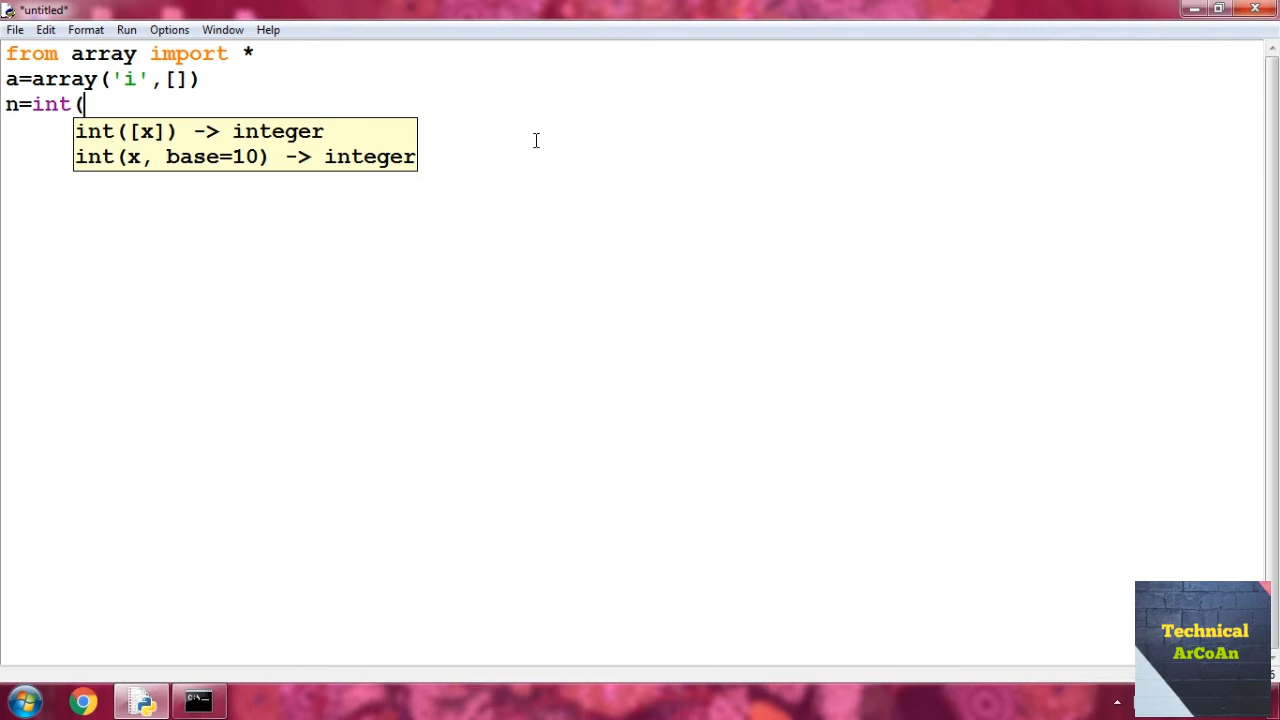 *untitled*
File Edit Format Run Options Window Help
from array import *
a=array('i',[])
n=int(
int([x]) -> integer
int(x, base=10) -> integer
Technical
ArCoAn
6